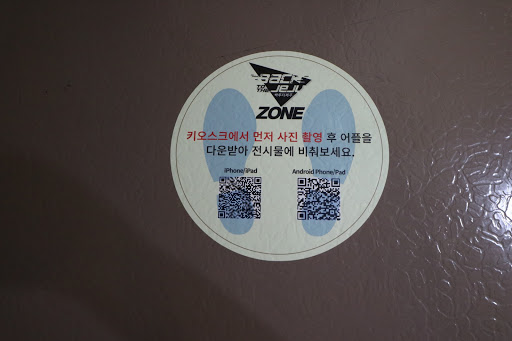 BACK
TO THE
JEJU
ZONE
키오스크에서 먼저 사진 촬영 후 어플을
다운받아 전시물에 비춰보세요.
iPhone/iPad
Android Phone/Pad